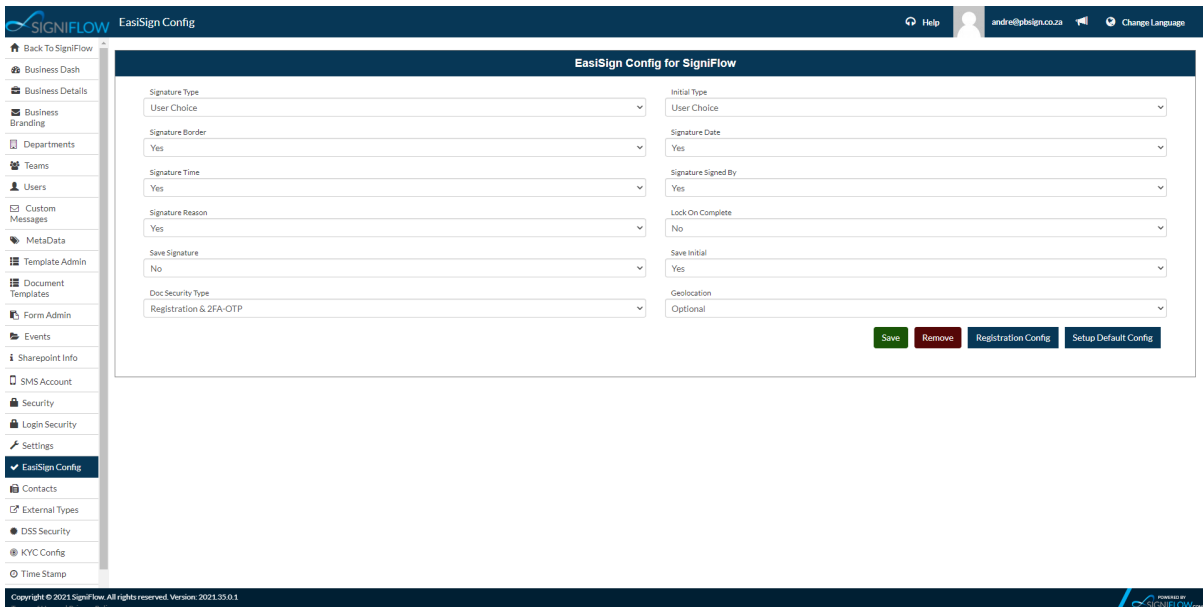 SIGNIFLOW
EasiSign Config
Help
andre@pbsign.co.za
Change Language
Back To SigniFlow
Business Dash
Business Details
Business
Branding
Departments
Teams
Users
Custom
Messages
MetaData
Template Admin
Document
Templates
Form Admin
Events
Sharepoint Info
SMS Account
Security
Login Security
Settings
EasiSign Config
Contacts
External Types
DSS Security
KYC Config
Time Stamp
EasiSign Config for SigniFlow
Signature Type
User Choice
Initial Type
User Choice
Signature Border
Yes
Signature Date
Yes
Signature Time
Yes
Signature Signed By
Yes
Signature Reason
Yes
Lock On Complete
No
Save Signature
No
Save Initial
Yes
Doc Security Type
Registration & 2FA-OTP
Geolocation
Optional
Save
Remove
Registration Config
Setup Default Config
Copyright © 2021 SigniFlow. All rights reserved. Version: 2021.35.0.1
POWERED BY
SIGNIFLOW